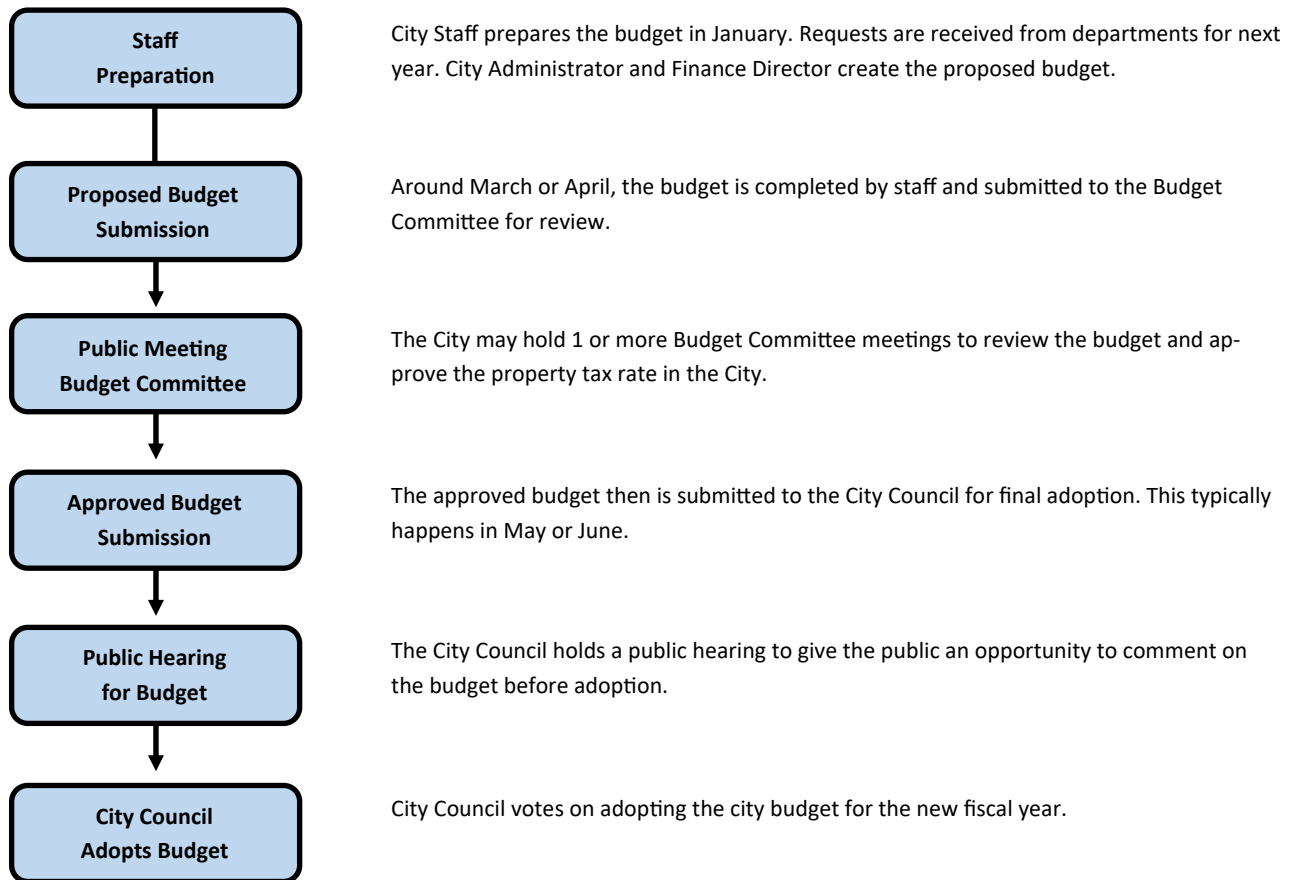 Staff
Preparation
City Staff prepares the budget in January. Requests are received from departments for next
year. City Administrator and Finance Director create the proposed budget.
Proposed Budget
Submission
Around March or April, the budget is completed by staff and submitted to the Budget
Committee for review.
Public Meeting
Budget Committee
The City may hold 1 or more Budget Committee meetings to review the budget and ap-
prove the property tax rate in the City.
Approved Budget
Submission
The approved budget then is submitted to the City Council for final adoption. This typically
happens in May or June.
Public Hearing
for Budget
The City Council holds a public hearing to give the public an opportunity to comment on
the budget before adoption.
City Council
Adopts Budget
City Council votes on adopting the city budget for the new fiscal year.